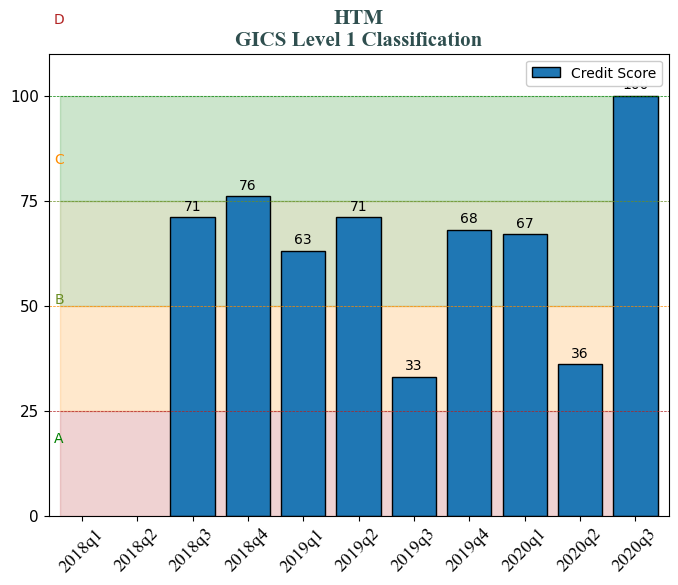 D
HTM
GICS Level 1 Classification
Credit Score
100
C
75
76
71
71
68
67
63
B
50
36
33
25
A
0
2018q1
2018q2
2018q3
2018q4
2019q1
2019q2
2019q3
2019q4
2020q1
2020q2
2020q3